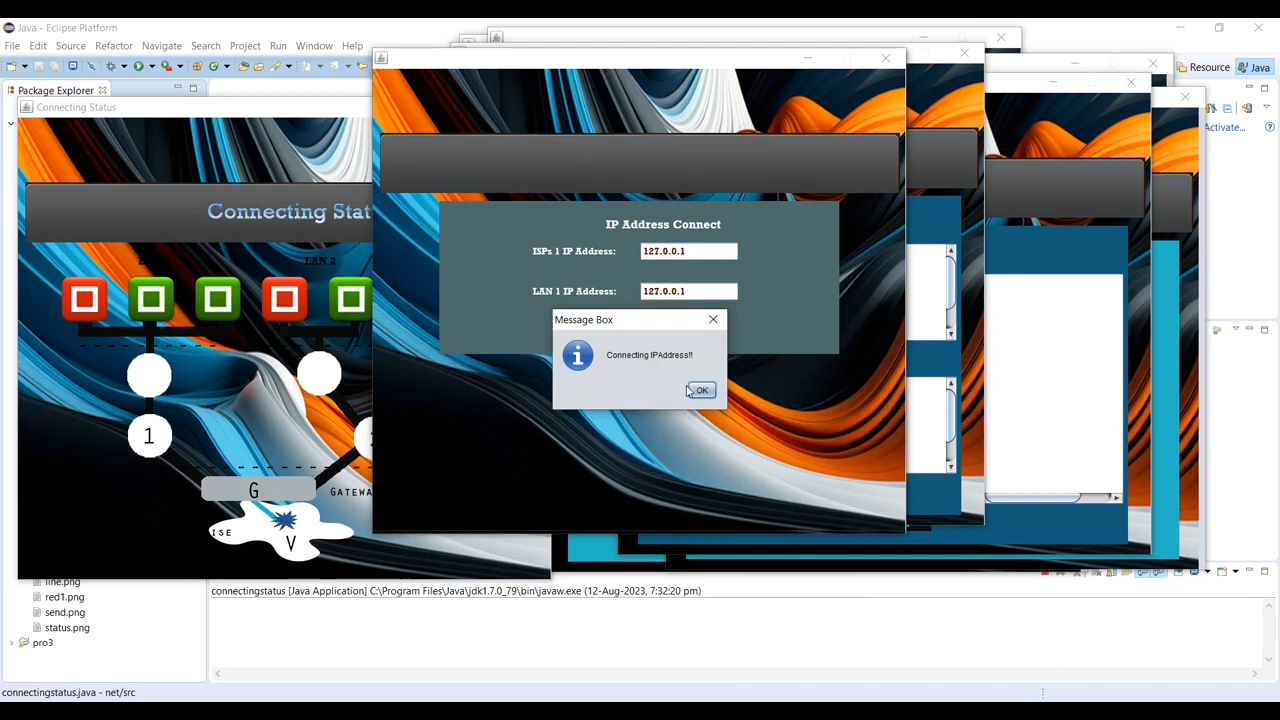 Java - Eclipse Platform
File Edit Source Refactor Navigate Search Project Run Window Help
Resource
Java
Package Explorer
Connecting Status
Activate...
Connecting Stat
LAN 2
IP Address Connect
ISPs 1 IP Address: 127.0.0.1
LAN 1 IP Address: 127.0.0.1
Message Box
Connecting IPAddress!!
OK
1
G
GATEWA
ISE
V
line.png
red1.png
send.png
status.png
pro3
connectingstatus [Java Application] C:\Program Files\Java\jdk1.7.0_79\bin\javaw.exe (12-Aug-2023, 7:32:20 pm)
connectingstatus.java - net/src